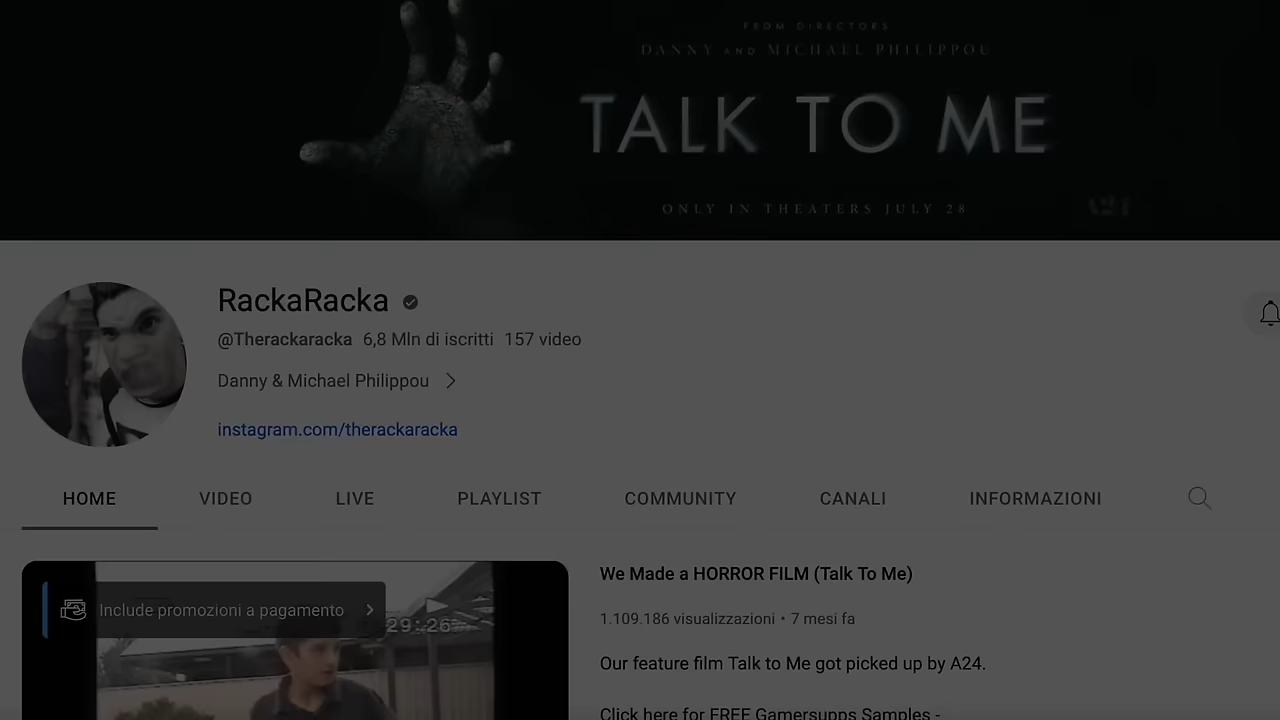 FROM DIRECTORS
DANNY AND MICHAEL PHILIPPOU
TALK TO ME
ONLY IN THEATERS JULY 28
A24
RackaRacka
@Therackaracka 6,8 Mln di iscritti 157 video
Danny & Michael Philippou
instagram.com/therackaracka
HOME VIDEO LIVE PLAYLIST COMMUNITY CANALI INFORMAZIONI
Include promozioni a pagamento
29:26
We Made a HORROR FILM (Talk To Me)
1.109.186 visualizzazioni • 7 mesi fa
Our feature film Talk to Me got picked up by A24.
Click here for FREE Gamersupps Samples -